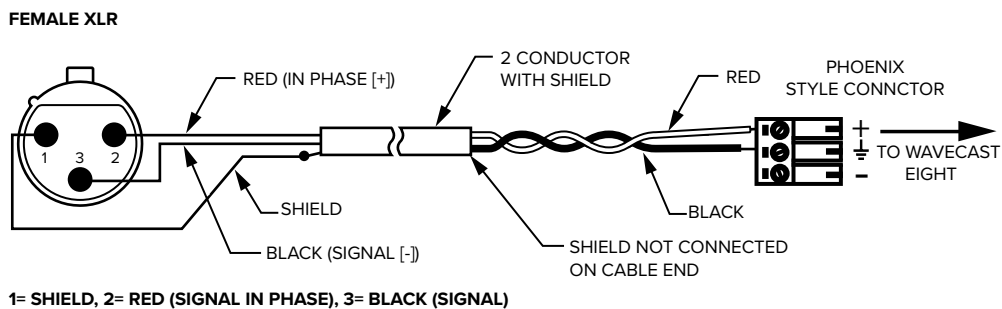 FEMALE XLR
RED (IN PHASE [+])
2 CONDUCTOR
WITH SHIELD
RED
PHOENIX
STYLE CONNCTOR
1
2
3
+
-
TO WAVECAST
EIGHT
SHIELD
BLACK
BLACK (SIGNAL [-])
SHIELD NOT CONNECTED
ON CABLE END
1= SHIELD, 2= RED (SIGNAL IN PHASE), 3= BLACK (SIGNAL)